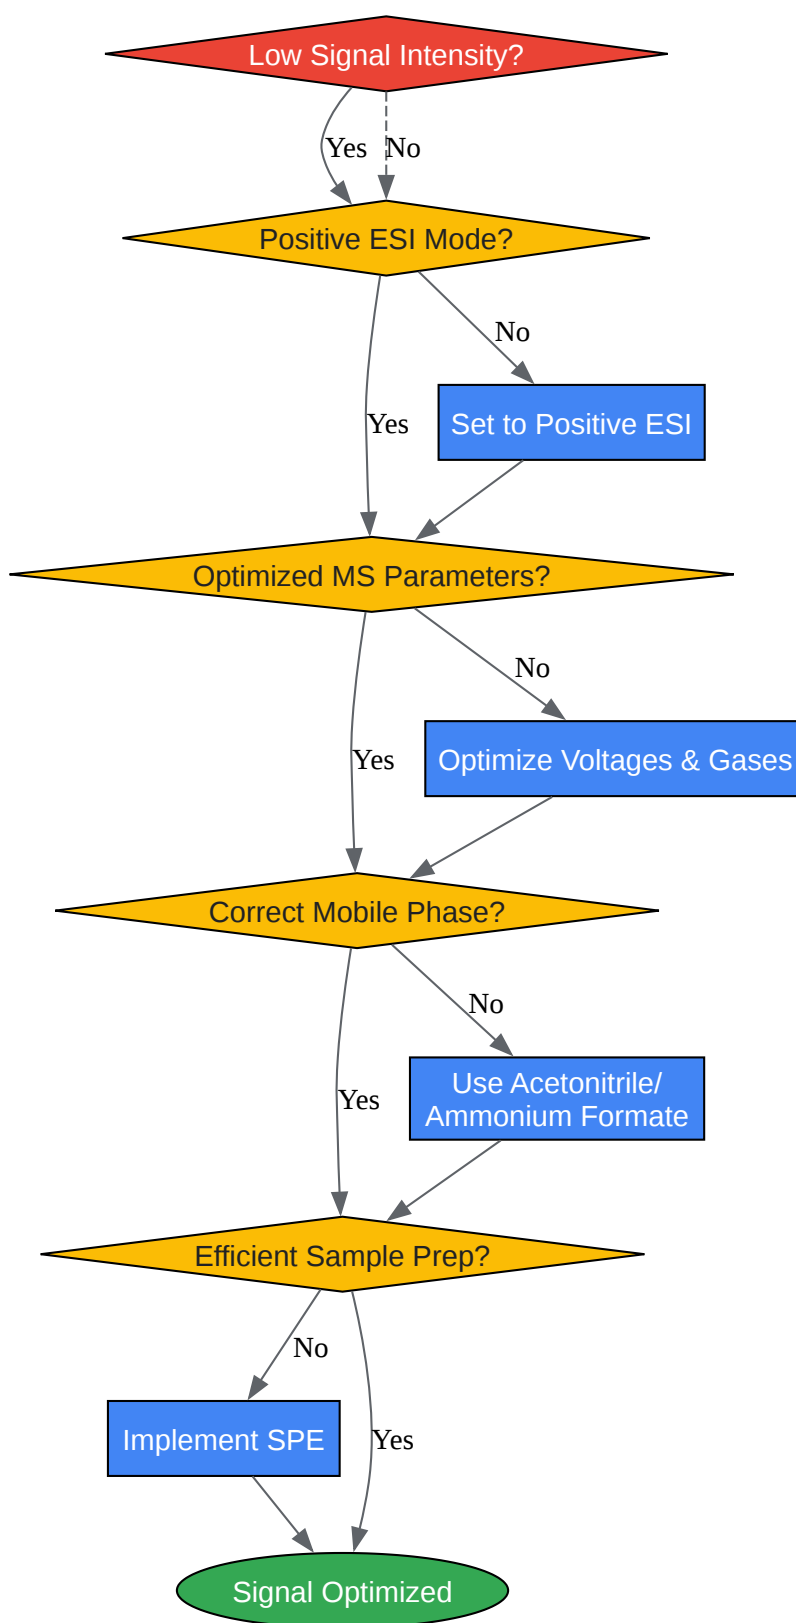 Low Signal Intensity?
Yes
No
Positive ESI Mode?
No
Set to Positive ESI
Yes
Optimized MS Parameters?
No
Optimize Voltages & Gases
Yes
Correct Mobile Phase?
No
Use Acetonitrile/
Ammonium Formate
Yes
Efficient Sample Prep?
No
Implement SPE
Yes
Signal Optimized